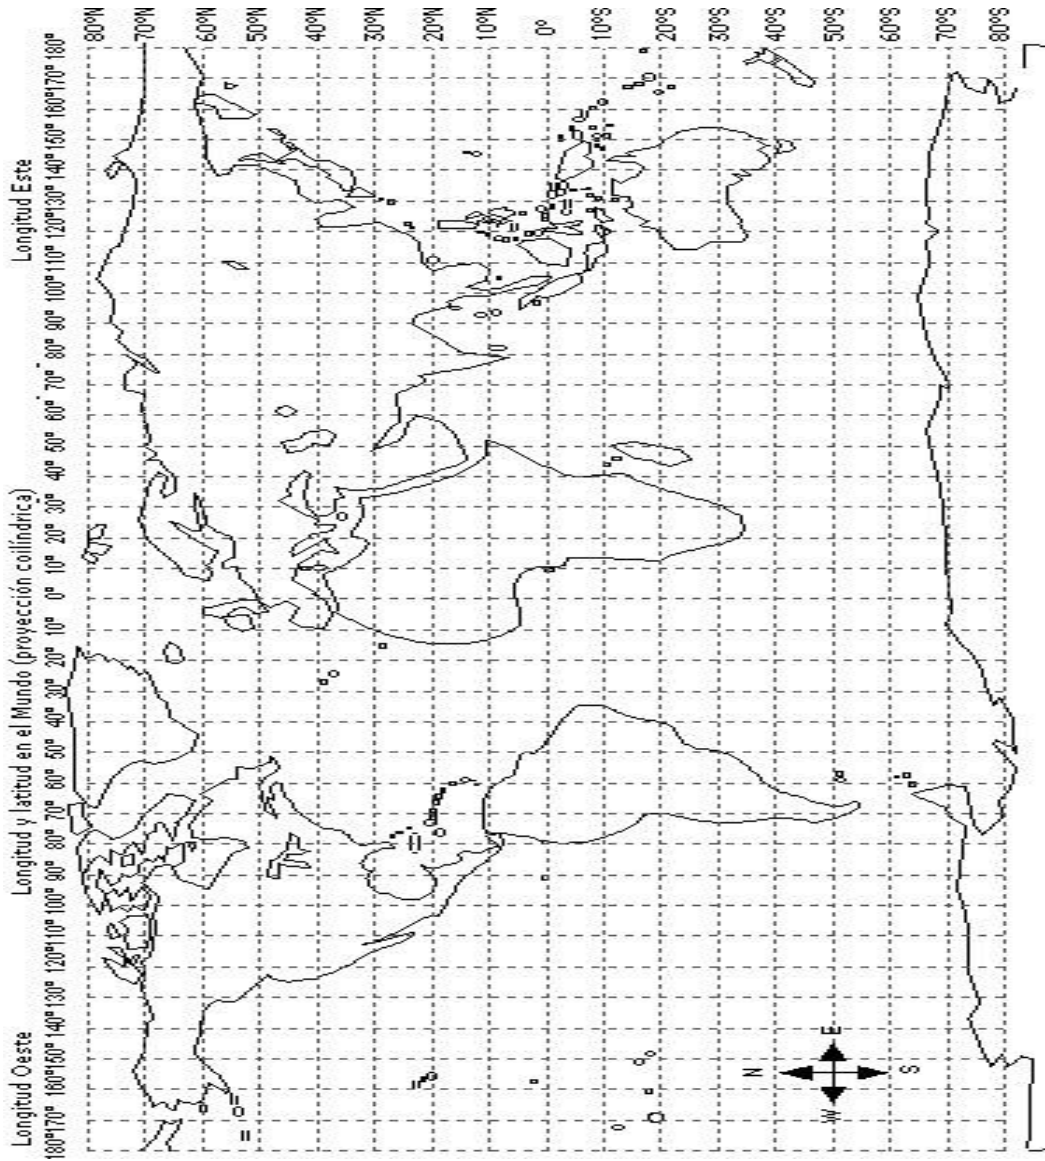 Longitud Oeste Longitud y latitud en el Mundo (proyección coilíndrica) Longitud Este
180° 170° 160° 150° 140° 130° 120° 110° 100° 90° 80° 70° 60° 50° 40° 30° 20° 10° 0° 10° 20° 30° 40° 50° 60° 70° 80° 90° 100° 110° 120° 130° 140° 150° 160° 170° 180°
80°N
70°N
60°N
50°N
40°N
30°N
20°N
10°N
0°
10°S
20°S
30°S
40°S
50°S
70°S
80°S
N
W E
S